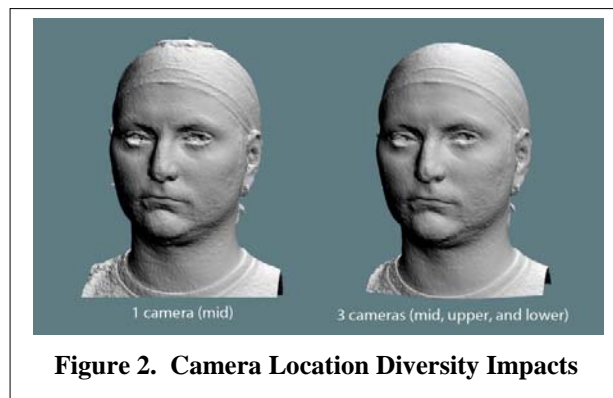 1 camera (mid)
3 cameras (mid, upper, and lower)
Figure 2.  Camera Location Diversity Impacts